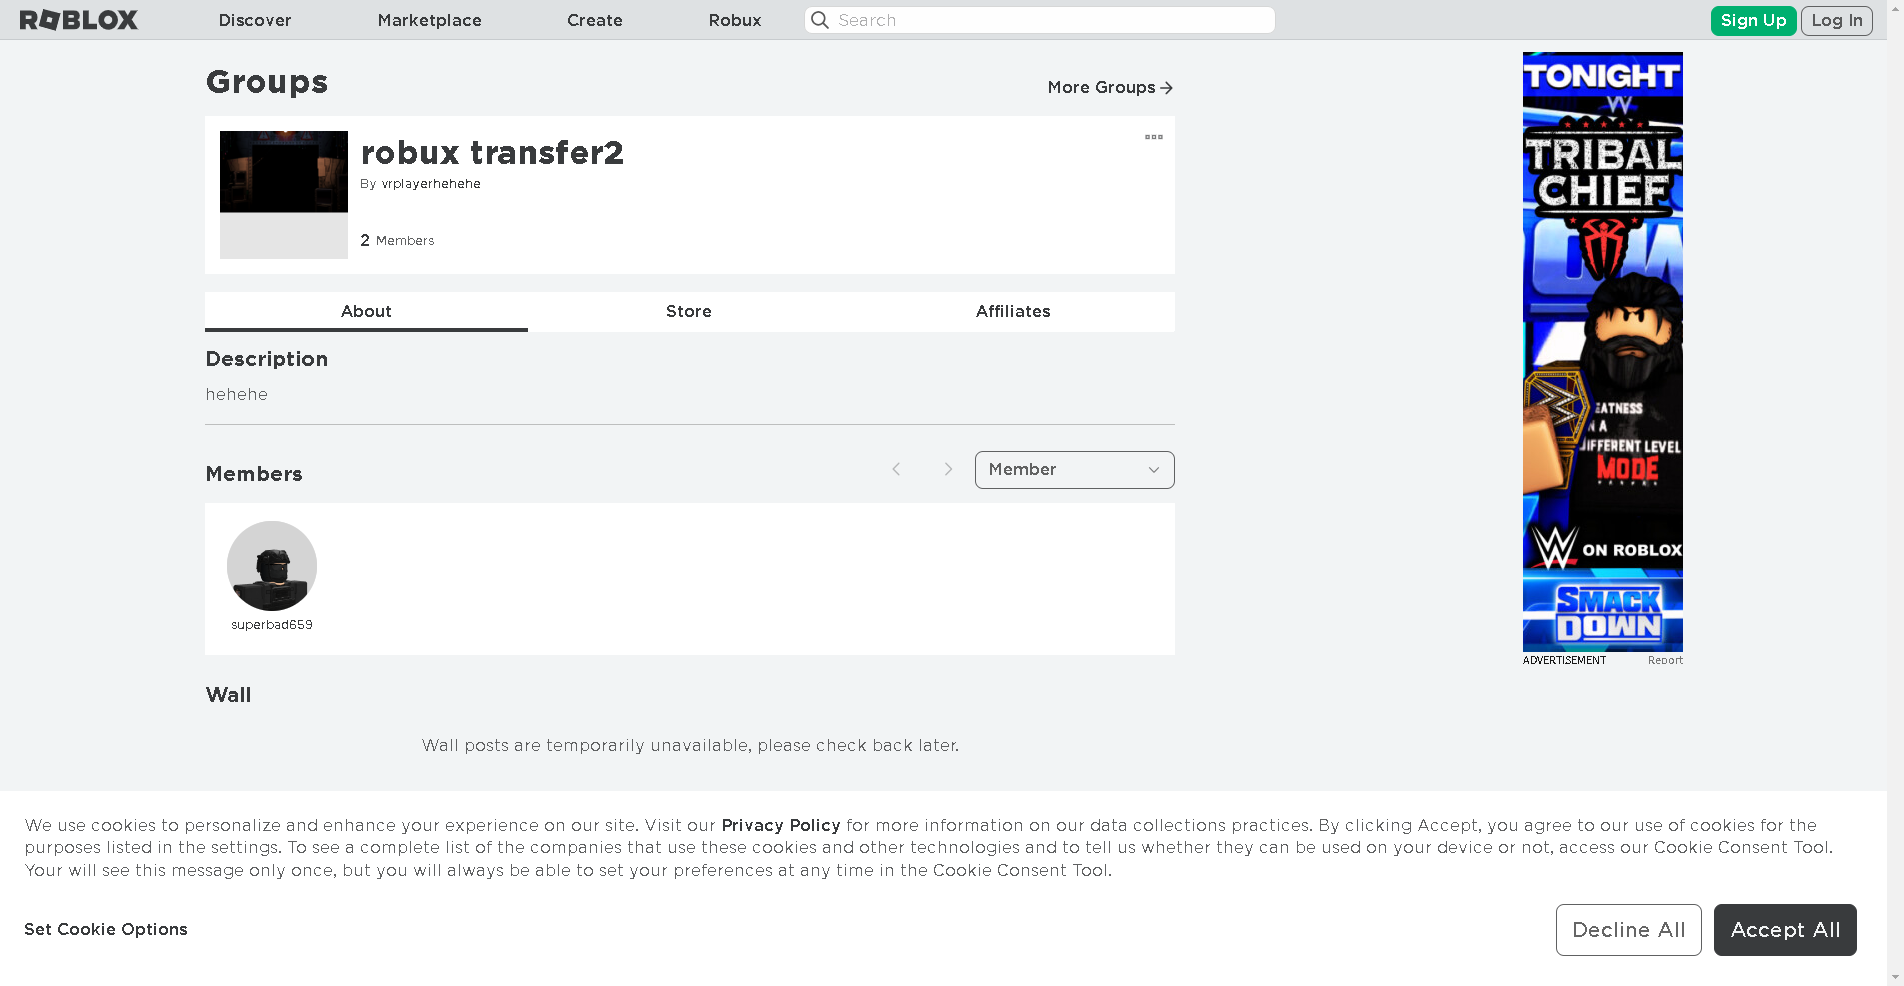 ROBLOX Discover Marketplace Create Robux Search Sign Up Log In
Groups
More Groups
robux transfer2
By vrplayerhehehe
2 Members
About Store Affiliates
Description
hehehe
Members
Member
superbad659
Wall
Wall posts are temporarily unavailable, please check back later.
TONIGHT
W
TRIBAL
CHIEF
EATNESS
N A
IFFERENT LEVEL
MODE
W ON ROBLOX
SMACK
DOWN
ADVERTISEMENT Report
We use cookies to personalize and enhance your experience on our site. Visit our Privacy Policy for more information on our data collections practices. By clicking Accept, you agree to our use of cookies for the
purposes listed in the settings. To see a complete list of the companies that use these cookies and other technologies and to tell us whether they can be used on your device or not, access our Cookie Consent Tool.
Your will see this message only once, but you will always be able to set your preferences at any time in the Cookie Consent Tool.
Set Cookie Options
Decline All Accept All